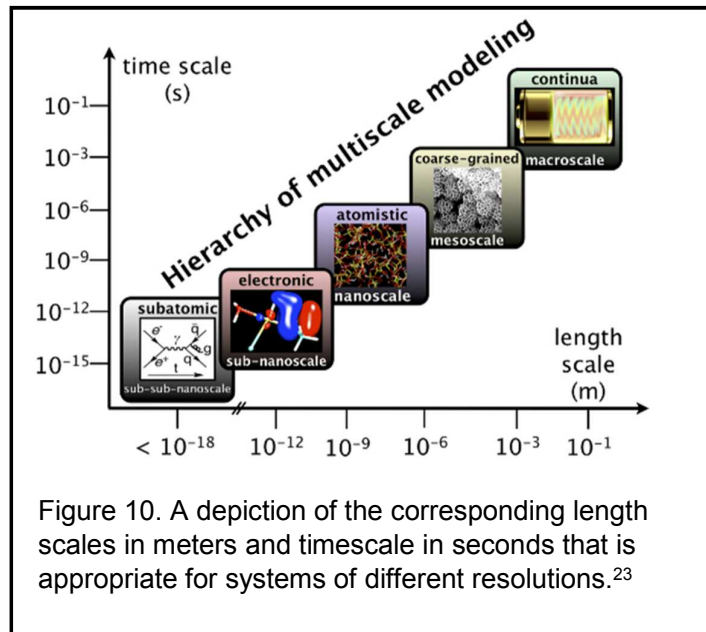 time scale
(s)
Hierarchy of multiscale modeling
10⁻¹
10⁻³
10⁻⁶
10⁻⁹
10⁻¹²
10⁻¹⁵
continua
macroscale
coarse-grained
mesoscale
atomistic
nanoscale
electronic
sub-nanoscale
subatomic
e⁻
γ
q̄
g
e⁺
q
t
sub-sub-nanoscale
length
scale
(m)
< 10⁻¹⁸
10⁻¹²
10⁻⁹
10⁻⁶
10⁻³
10⁻¹
Figure 10. A depiction of the corresponding length
scales in meters and timescale in seconds that is
appropriate for systems of different resolutions.²³